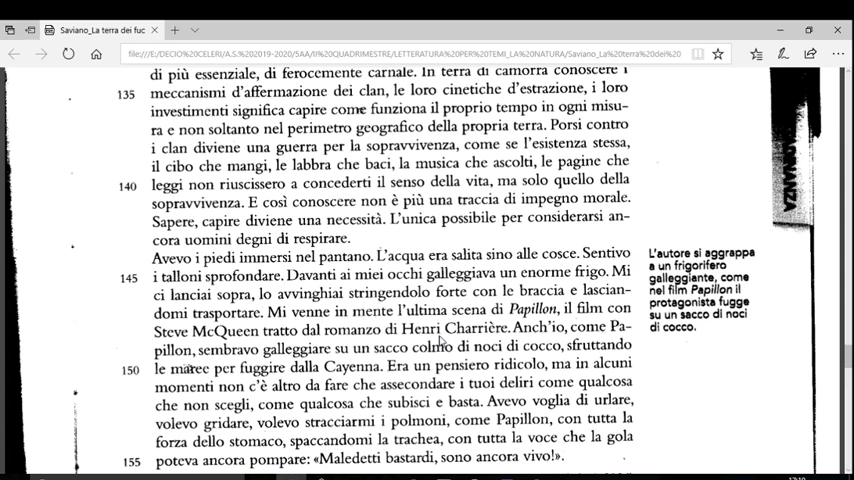 Saviano_La terra dei fuc
file:///E:/DECIO%20CELERI/A.S.%202019-2020/5AA/II%20QUADRIMESTRE/LETTERATURA%20PER%20TEMI_LA%20NATURA/Saviano_La%20terra%20dei%20
di più essenziale, di ferocemente carnale. In terra di camorra conoscere i
135 meccanismi d'affermazione dei clan, le loro cinetiche d'estrazione, i loro
investimenti significa capire come funziona il proprio tempo in ogni misu-
ra e non soltanto nel perimetro geografico della propria terra. Porsi contro
i clan diviene una guerra per la sopravvivenza, come se l'esistenza stessa,
il cibo che mangi, le labbra che baci, la musica che ascolti, le pagine che
140 leggi non riuscissero a concederti il senso della vita, ma solo quello della
sopravvivenza. E così conoscere non è più una traccia di impegno morale.
Sapere, capire diviene una necessità. L'unica possibile per considerarsi an-
cora uomini degni di respirare.
Avevo i piedi immersi nel pantano. L'acqua era salita sino alle cosce. Sentivo
145 i talloni sprofondare. Davanti ai miei occhi galleggiava un enorme frigo. Mi
ci lanciai sopra, lo avvinghiai stringendolo forte con le braccia e lascian-
domi trasportare. Mi venne in mente l'ultima scena di Papillon, il film con
Steve McQueen tratto dal romanzo di Henri Charrière. Anch'io, come Pa-
pillon, sembravo galleggiare su un sacco colmo di noci di cocco, sfruttando
150 le maree per fuggire dalla Cayenna. Era un pensiero ridicolo, ma in alcuni
momenti non c'è altro da fare che assecondare i tuoi deliri come qualcosa
che non scegli, come qualcosa che subisci e basta. Avevo voglia di urlare,
volevo gridare, volevo stracciarmi i polmoni, come Papillon, con tutta la
forza dello stomaco, spaccandomi la trachea, con tutta la voce che la gola
155 poteva ancora pompare: «Maledetti bastardi, sono ancora vivo!».
L'autore si aggrappa
a un frigorifero
galleggiante, come
nel film Papillon il
protagonista fugge
su un sacco di noci
di cocco.